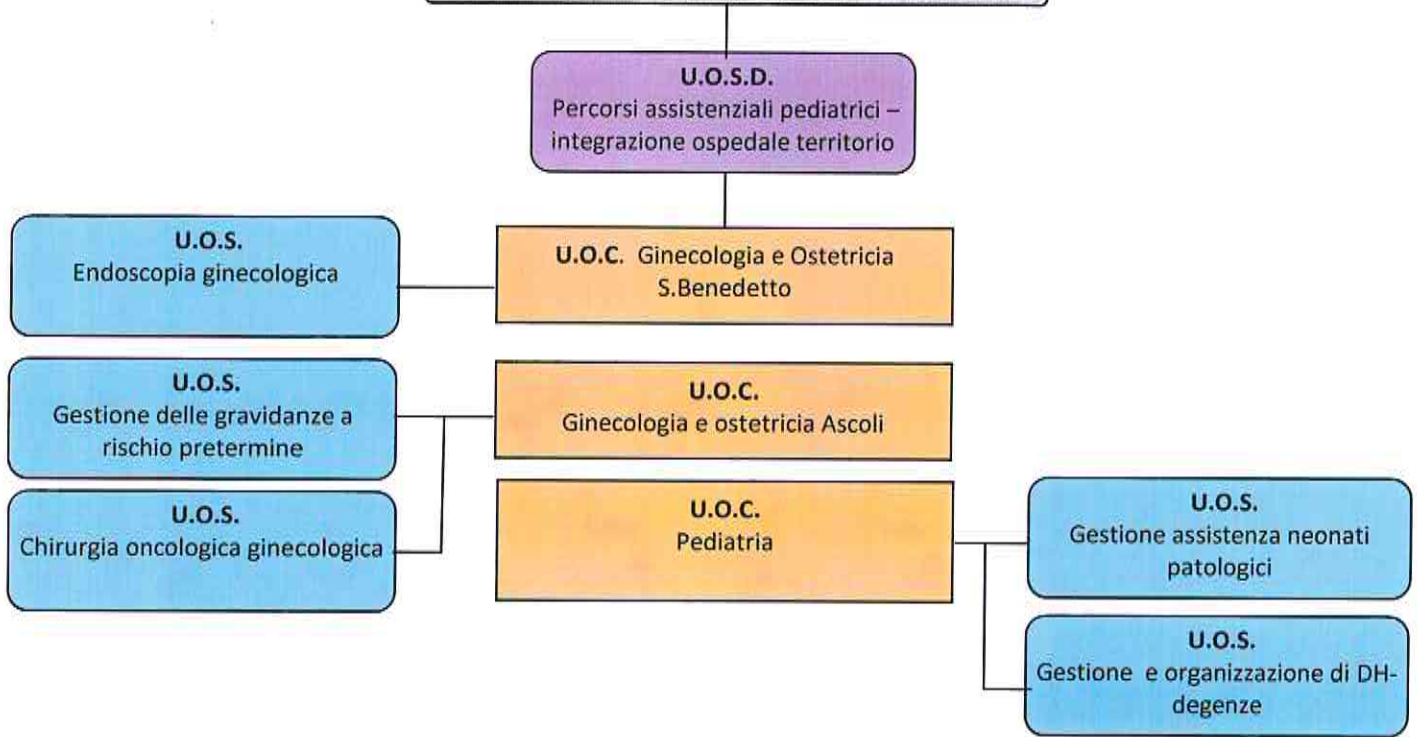 U.O.S.D.
Percorsi assistenziali pediatrici –
integrazione ospedale territorio
U.O.S.
Endoscopia ginecologica
U.O.C. Ginecologia e Ostetricia
S.Benedetto
U.O.S.
Gestione delle gravidanze a
rischio pretermine
U.O.C.
Ginecologia e ostetricia Ascoli
U.O.S.
Chirurgia oncologica ginecologica
U.O.C.
Pediatria
U.O.S.
Gestione assistenza neonati
patologici
U.O.S.
Gestione e organizzazione di DH-
degenze